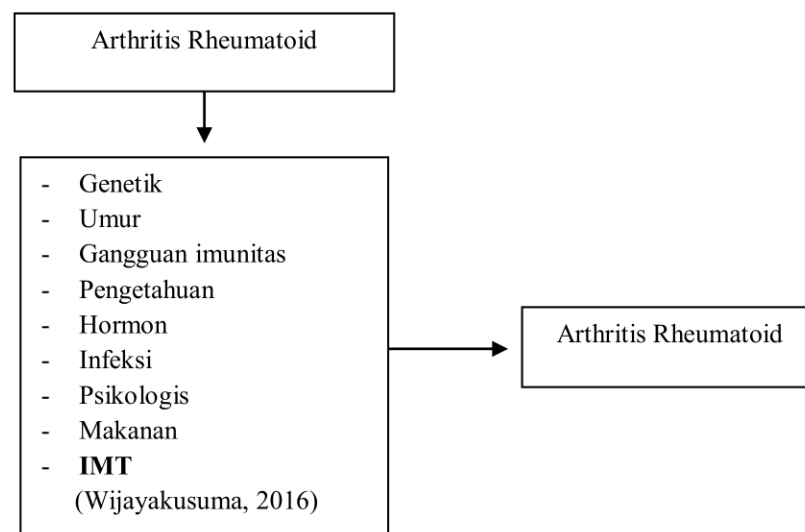 Arthritis Rheumatoid
- Genetik
- Umur
- Gangguan imunitas
- Pengetahuan
- Hormon
- Infeksi
- Psikologis
- Makanan
- IMT
(Wijayakusuma, 2016)
Arthritis Rheumatoid